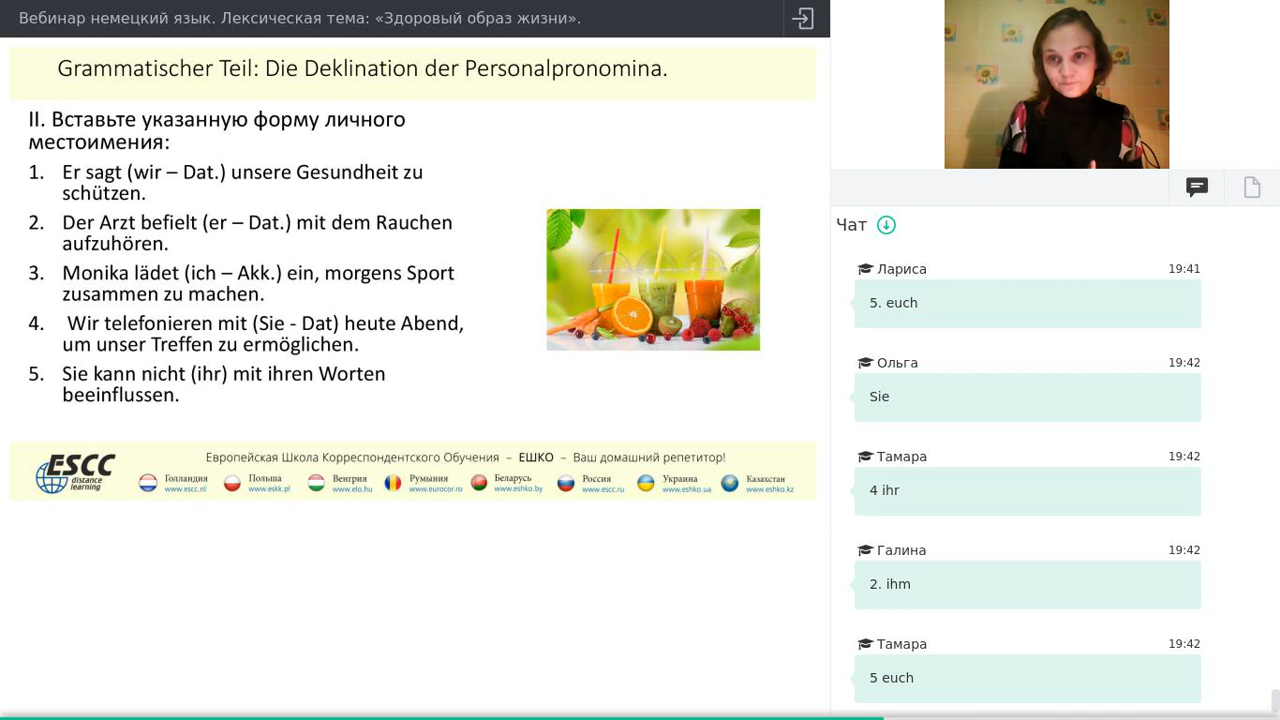 Вебинар немецкий язык. Лексическая тема: «Здоровый образ жизни».
Grammatischer Teil: Die Deklination der Personalpronomina.
II. Вставьте указанную форму личного
местоимения:
1. Er sagt (wir – Dat.) unsere Gesundheit zu
schützen.
2. Der Arzt befielt (er – Dat.) mit dem Rauchen
aufzuhören.
3. Monika lädet (ich – Akk.) ein, morgens Sport
zusammen zu machen.
4. Wir telefonieren mit (Sie - Dat) heute Abend,
um unser Treffen zu ermöglichen.
5. Sie kann nicht (ihr) mit ihren Worten
beeinflussen.
ESCC
distance
learning
Европейская Школа Корреспондентского Обучения – ЕШКО – Ваш домашний репетитор!
Голландия
www.escc.nl
Польша
www.eskk.pl
Венгрия
www.elo.hu
Румыния
www.eurocor.ro
Беларусь
www.eshko.by
Россия
www.escc.ru
Украина
www.eshko.ua
Казахстан
www.eshko.kz
Чат
Лариса 19:41
5. euch
Ольга 19:42
Sie
Тамара 19:42
4 ihr
Галина 19:42
2. ihm
Тамара 19:42
5 euch